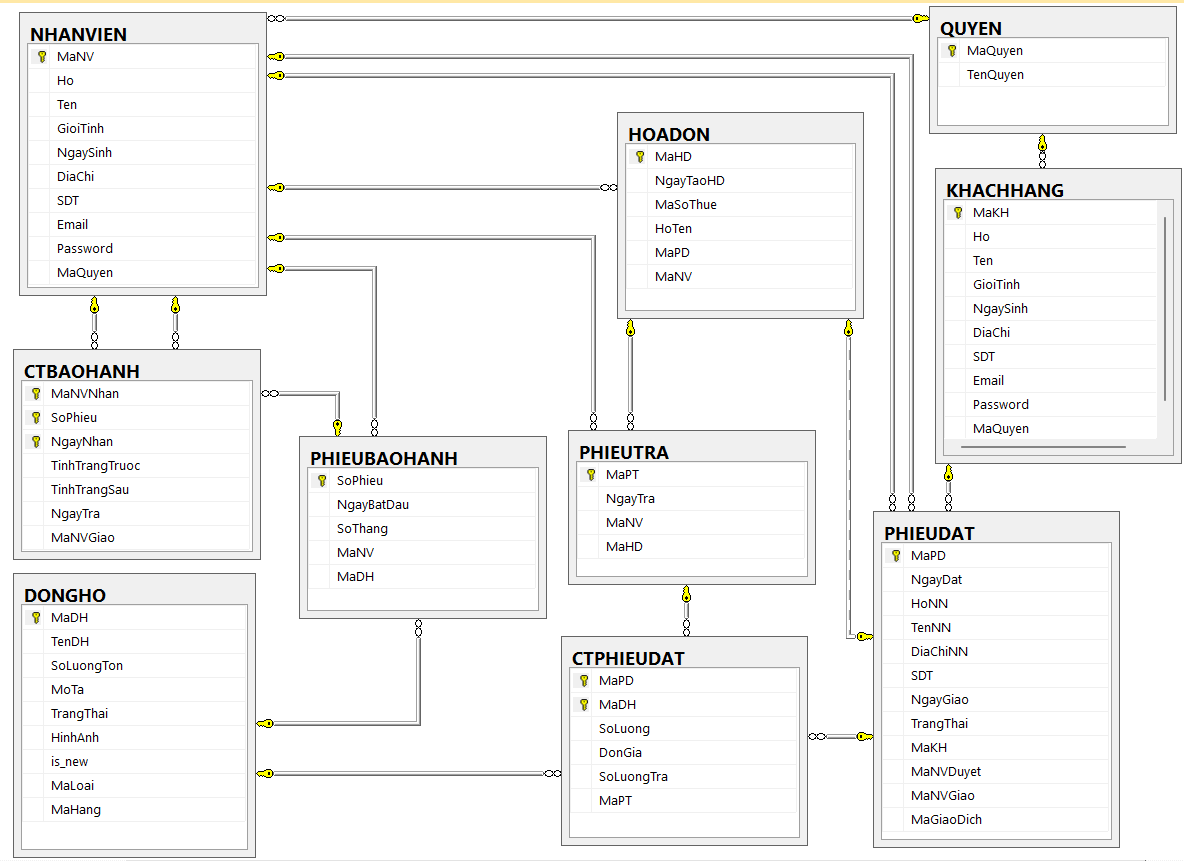 NHANVIEN
MaNV
Ho
Ten
GioiTinh
NgaySinh
DiaChi
SDT
Email
Password
MaQuyen
QUYEN
MaQuyen
TenQuyen
HOADON
MaHD
NgayTaoHD
MaSoThue
HoTen
MaPD
MaNV
KHACHHANG
MaKH
Ho
Ten
GioiTinh
NgaySinh
DiaChi
SDT
Email
Password
MaQuyen
CTBAOHANH
MaNVNhan
SoPhieu
NgayNhan
TinhTrangTruoc
TinhTrangSau
NgayTra
MaNVGiao
PHIEUBAOHANH
SoPhieu
NgayBatDau
SoThang
MaNV
MaDH
PHIEUTRA
MaPT
NgayTra
MaNV
MaHD
PHIEUDAT
MaPD
NgayDat
HoNN
TenNN
DiaChiNN
SDT
NgayGiao
TrangThai
MaKH
MaNVDuyet
MaNVGiao
MaGiaoDich
DONGHO
MaDH
TenDH
SoLuongTon
MoTa
TrangThai
HinhAnh
is_new
MaLoai
MaHang
CTPHIEUDAT
MaPD
MaDH
SoLuong
DonGia
SoLuongTra
MaPT